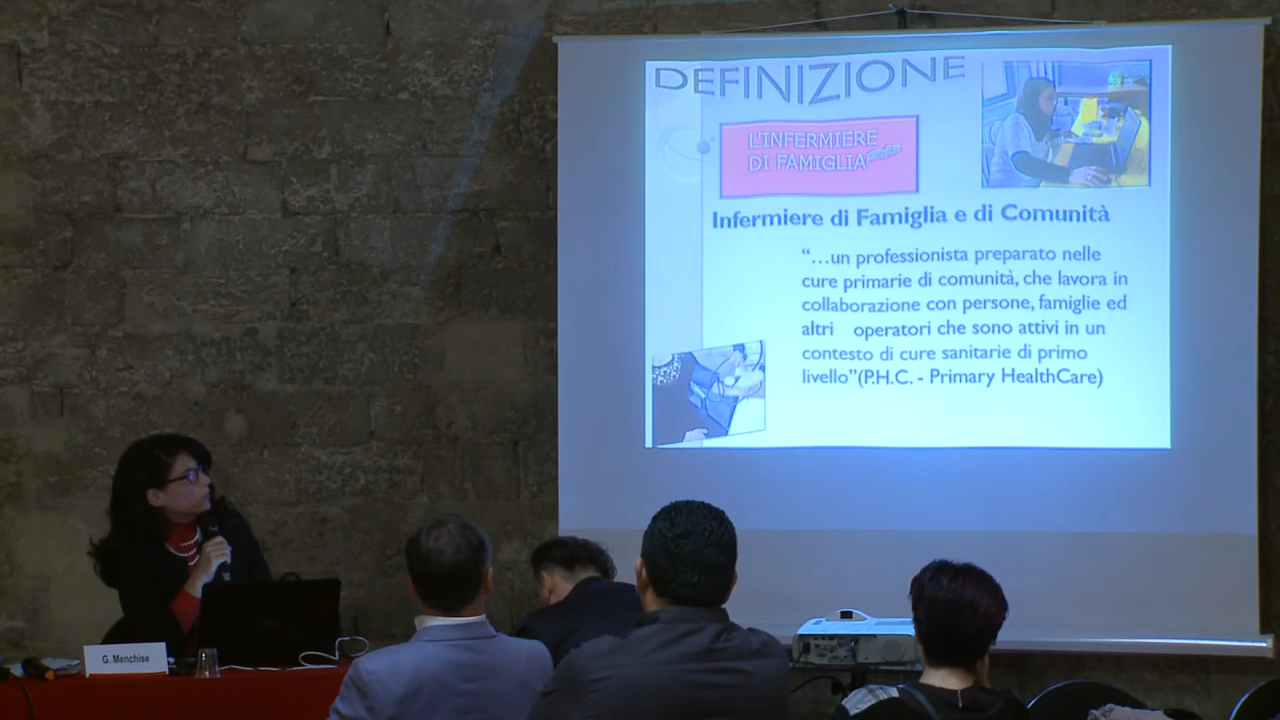 DEFINIZIONE
L'INFERMIERE
DI FAMIGLIA
Infermiere di Famiglia e di Comunità
“...un professionista preparato nelle
cure primarie di comunità, che lavora in
collaborazione con persone, famiglie ed
altri operatori che sono attivi in un
contesto di cure sanitarie di primo
livello”(P.H.C. - Primary HealthCare)
G. Menchise